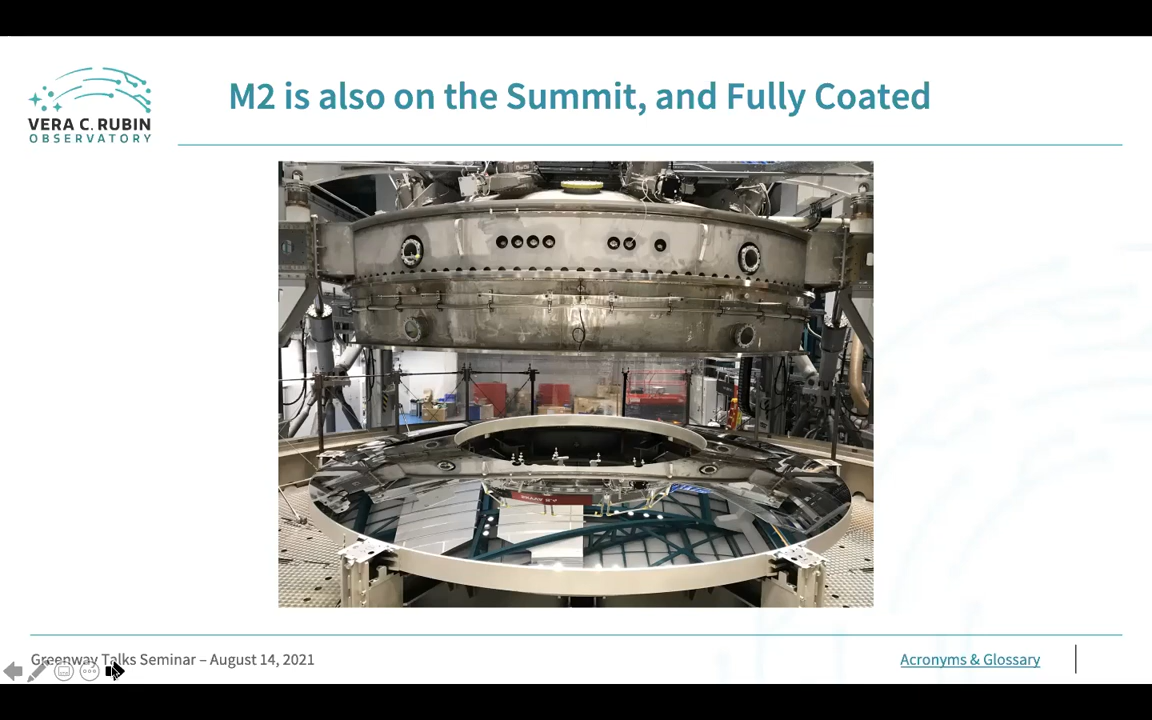 M2 is also on the Summit, and Fully Coated
VERA C. RUBIN
OBSERVATORY
Greenway Talks Seminar – August 14, 2021
Acronyms & Glossary